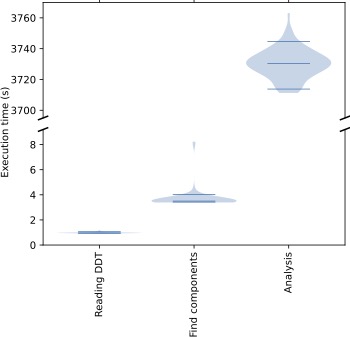 3760
3740
3720
3700
8
6
4
2
0
Execution time (s)
Reading DDT
Find components
Analysis